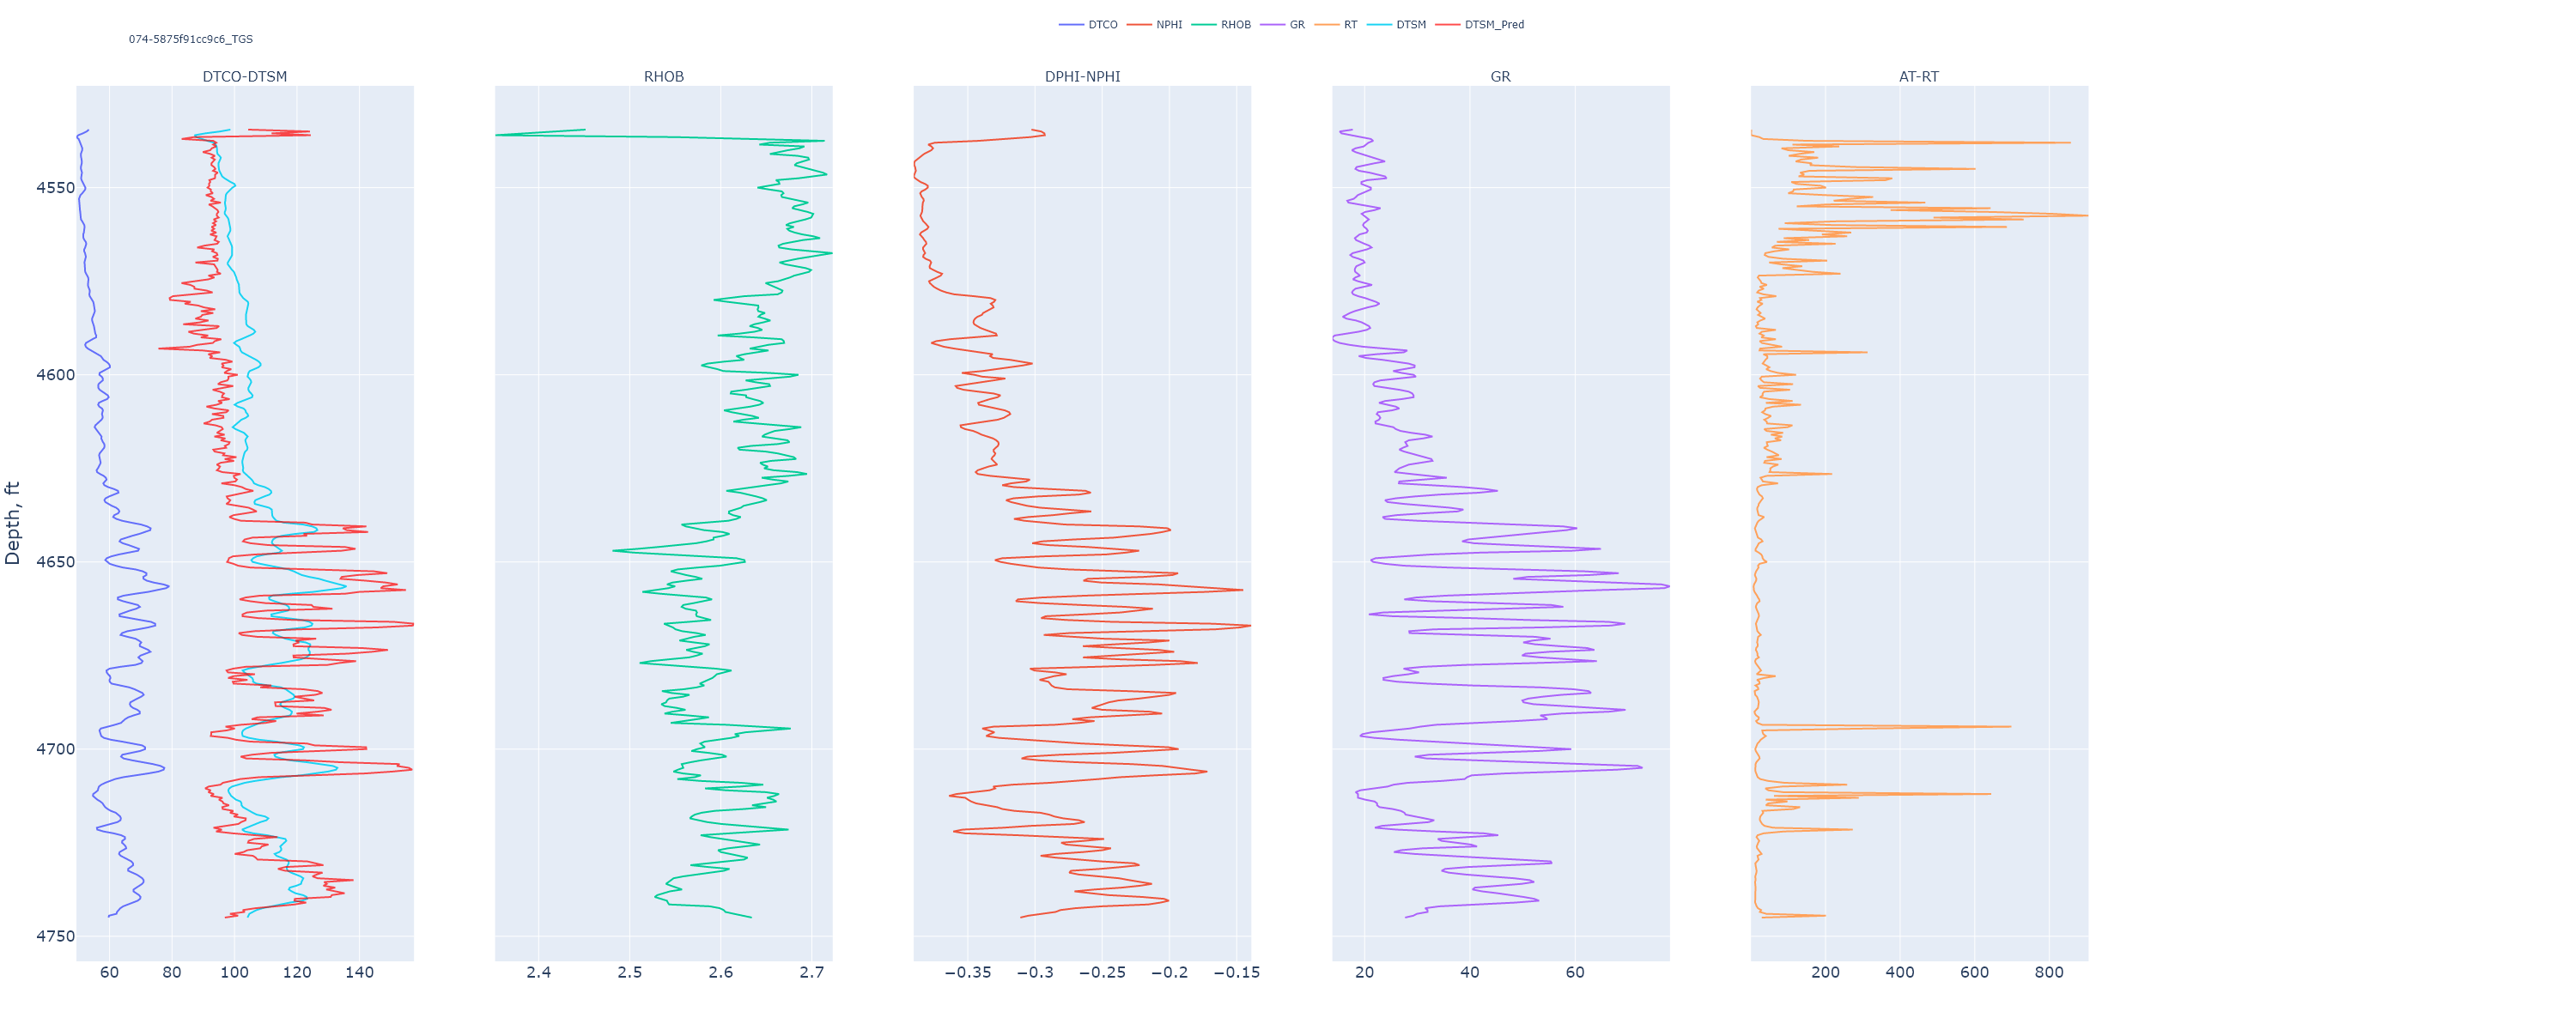 DTCO NPHI RHOB GR RT DTSM DTSM_Pred
074-5875f91cc9c6_TGS
DTCO-DTSM RHOB DPHI-NPHI GR AT-RT
4550
4600
4650
4700
4750
Depth, ft
60 80 100 120 140 2.4 2.5 2.6 2.7 −0.35 −0.3 −0.25 −0.2 −0.15 20 40 60 200 400 600 800